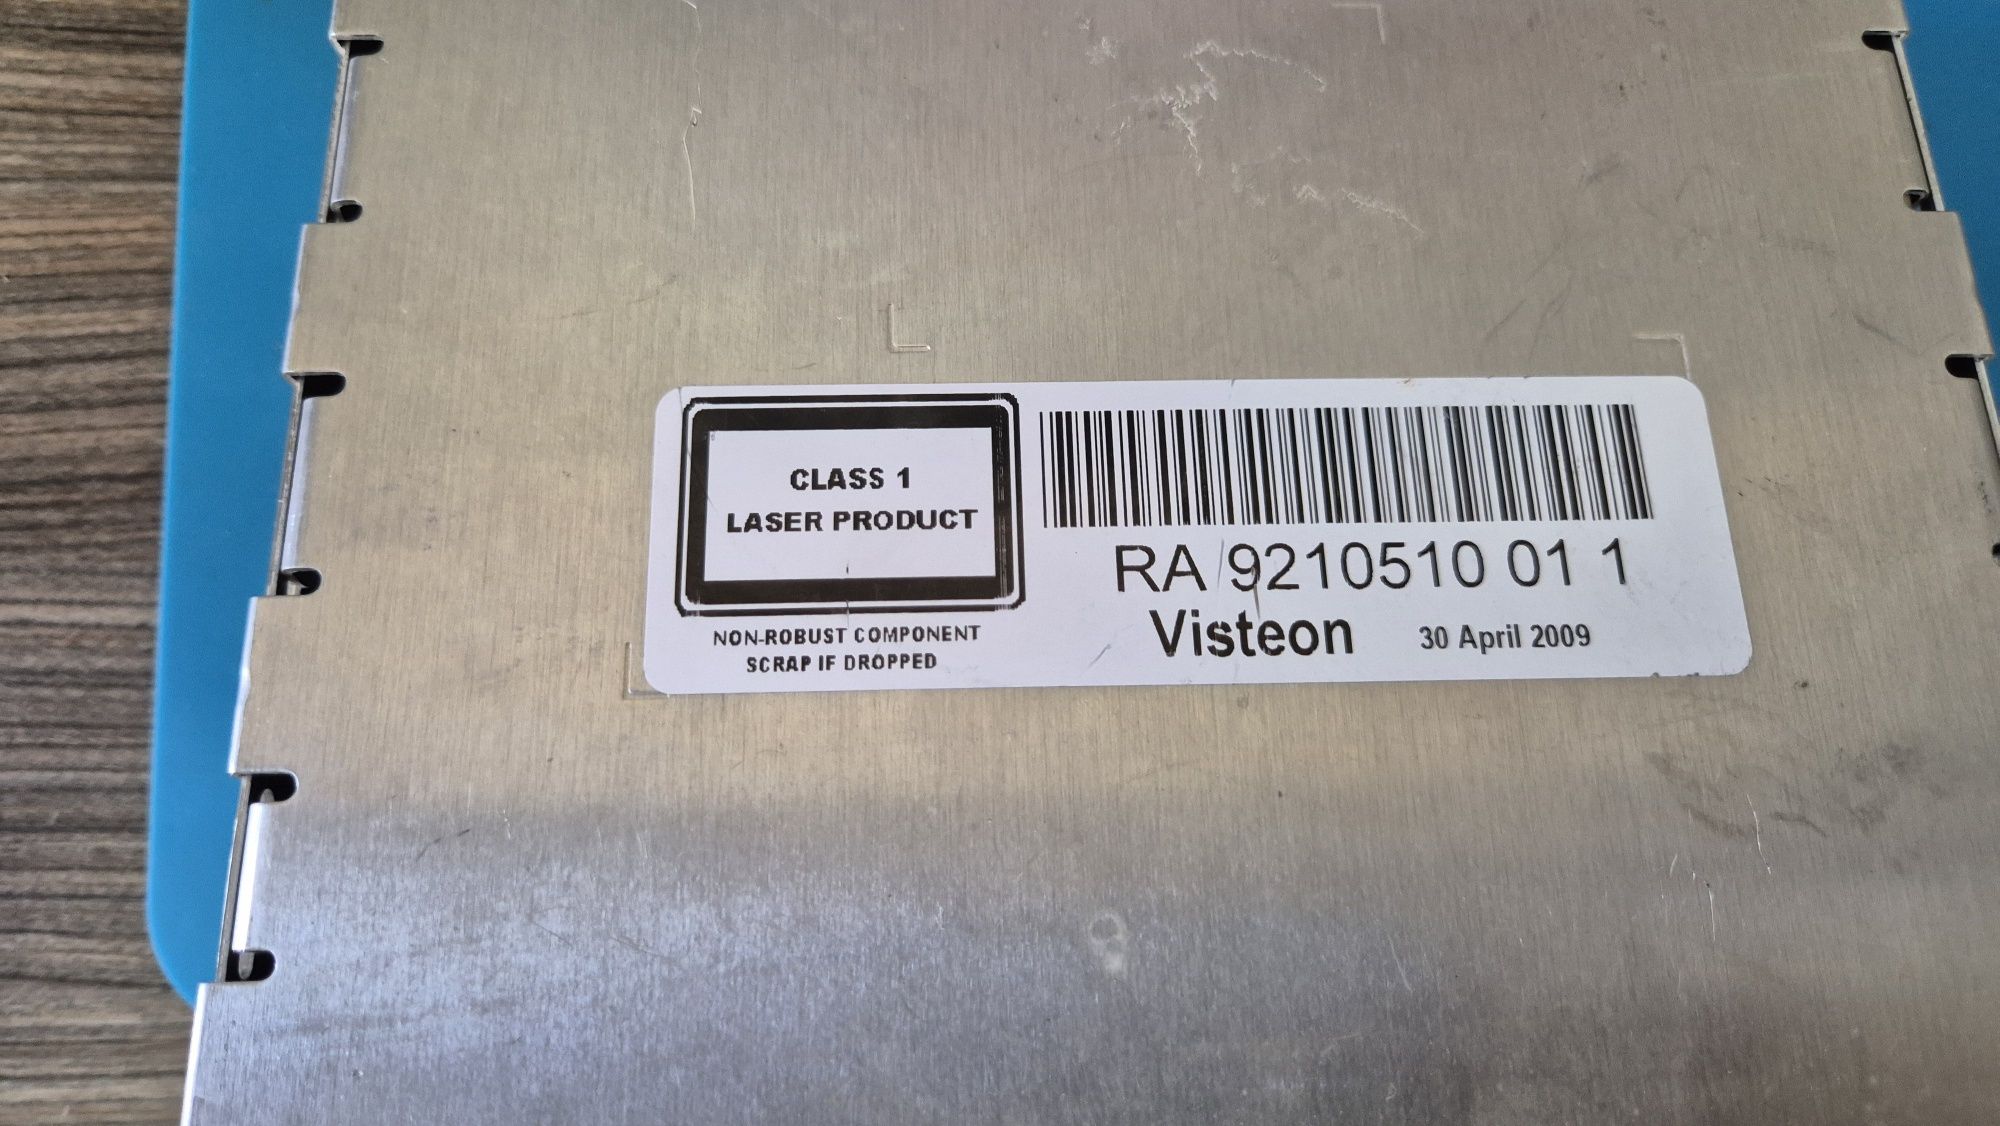 CLASS 1
LASER PRODUCT
NON-ROBUST COMPONENT
SCRAP IF DROPPED
RA 9210510 01 1
Visteon 30 April 2009